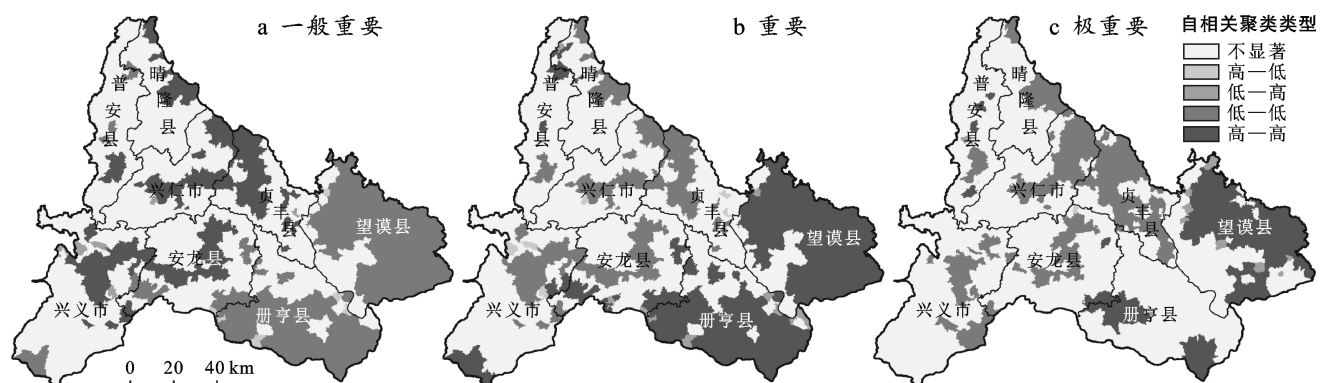 a 一般重要
普安县
晴隆县
兴仁市
贞丰县
望谟县
安龙县
兴义市
册亨县
0 20 40 km
b 重要
普安县
晴隆县
兴仁市
贞丰县
望谟县
安龙县
兴义市
册亨县
c 极重要
普安县
晴隆县
兴仁市
贞丰县
望谟县
安龙县
兴义市
册亨县
自相关聚类类型
不显著
高—低
低—高
低—低
高—高